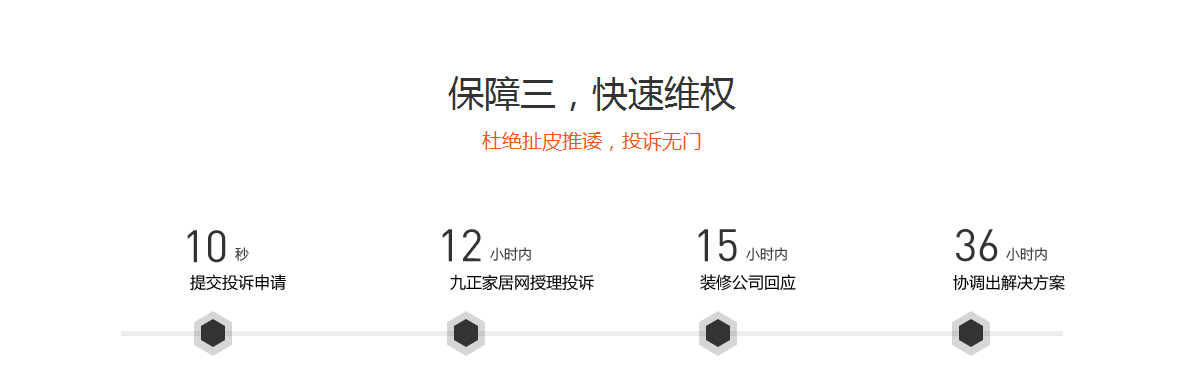 保障三，快速维权
杜绝扯皮推诿，投诉无门
10 秒
提交投诉申请
12 小时内
九正家居网授理投诉
15 小时内
装修公司回应
36 小时内
协调出解决方案